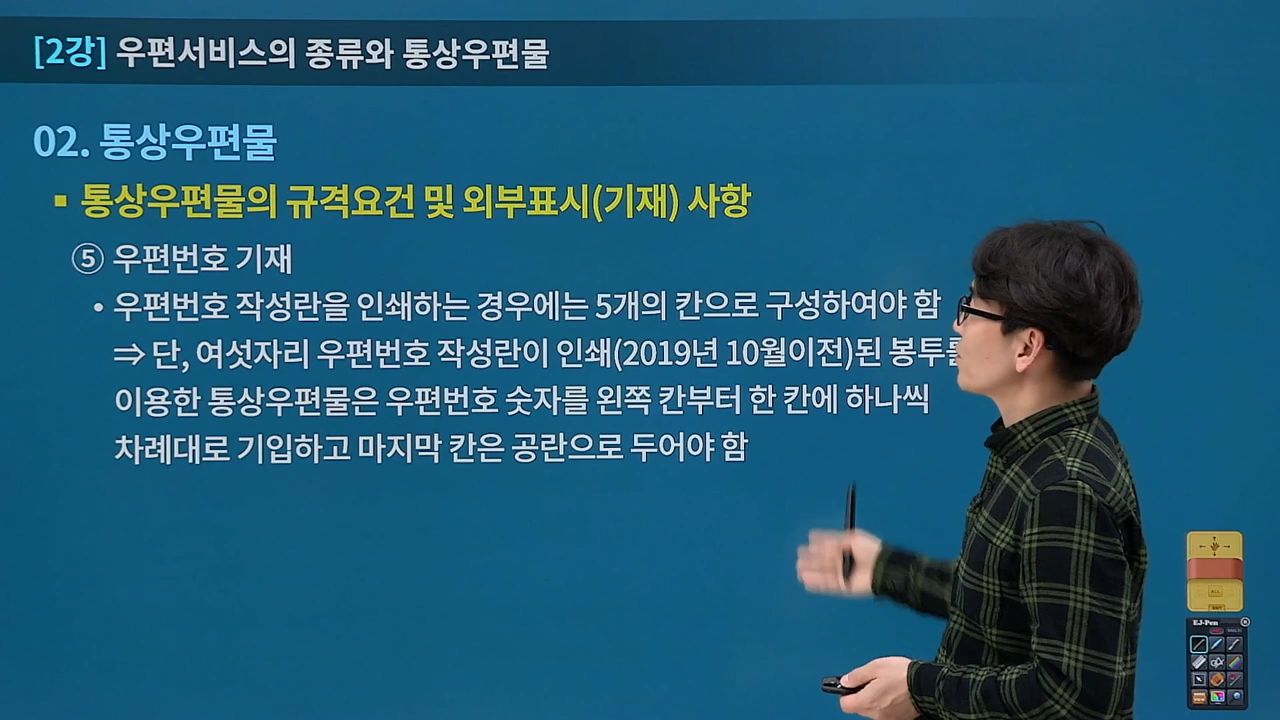 [2강] 우편서비스의 종류와 통상우편물
02. 통상우편물
▪ 통상우편물의 규격요건 및 외부표시(기재) 사항
⑤ 우편번호 기재
• 우편번호 작성란을 인쇄하는 경우에는 5개의 칸으로 구성하여야 함
⇒ 단, 여섯자리 우편번호 작성란이 인쇄(2019년 10월이전)된 봉투를
이용한 통상우편물은 우편번호 숫자를 왼쪽 칸부터 한 칸에 하나씩
차례대로 기입하고 마지막 칸은 공란으로 두어야 함
ALL
EJ-Pen